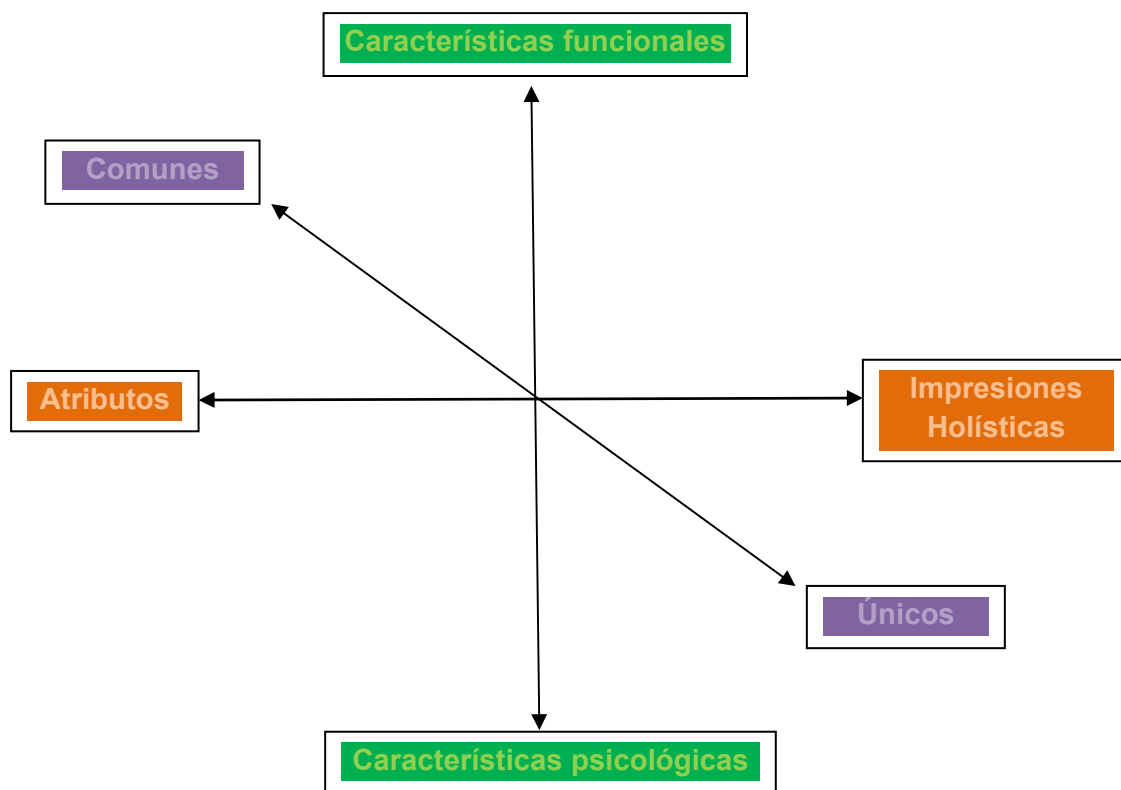 Características funcionales
Comunes
Atributos
Impresiones
Holísticas
Únicos
Características psicológicas